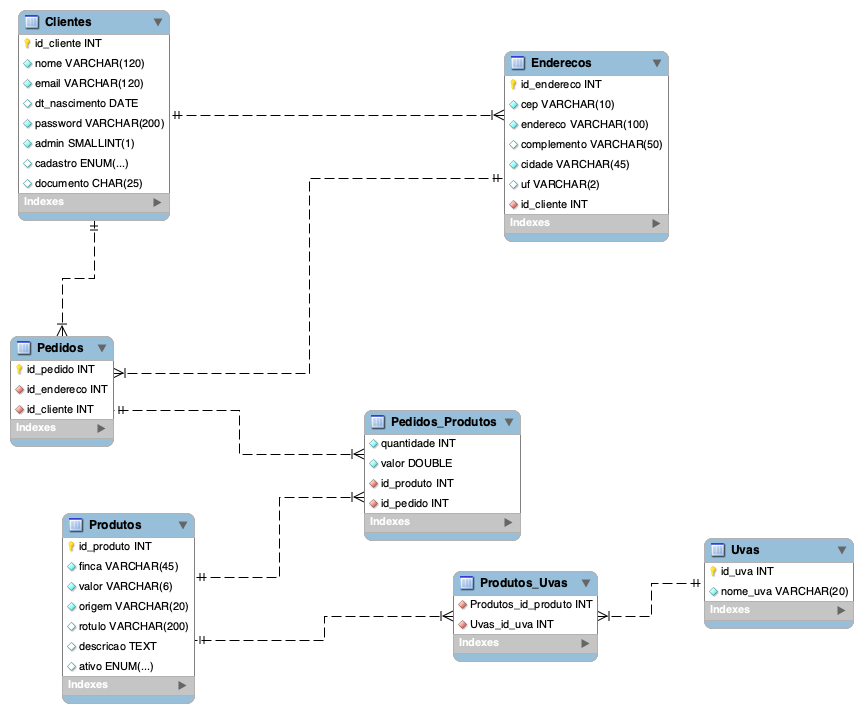 Clientes
id_cliente INT
nome VARCHAR(120)
email VARCHAR(120)
dt_nascimento DATE
password VARCHAR(200)
admin SMALLINT(1)
cadastro ENUM(...)
documento CHAR(25)
Indexes
Enderecos
id_endereco INT
cep VARCHAR(10)
endereco VARCHAR(100)
complemento VARCHAR(50)
cidade VARCHAR(45)
uf VARCHAR(2)
id_cliente INT
Indexes
Pedidos
id_pedido INT
id_endereco INT
id_cliente INT
Indexes
Pedidos_Produtos
quantidade INT
valor DOUBLE
id_produto INT
id_pedido INT
Indexes
Produtos
id_produto INT
finca VARCHAR(45)
valor VARCHAR(6)
origem VARCHAR(20)
rotulo VARCHAR(200)
descricao TEXT
ativo ENUM(...)
Indexes
Produtos_Uvas
Produtos_id_produto INT
Uvas_id_uva INT
Indexes
Uvas
id_uva INT
nome_uva VARCHAR(20)
Indexes